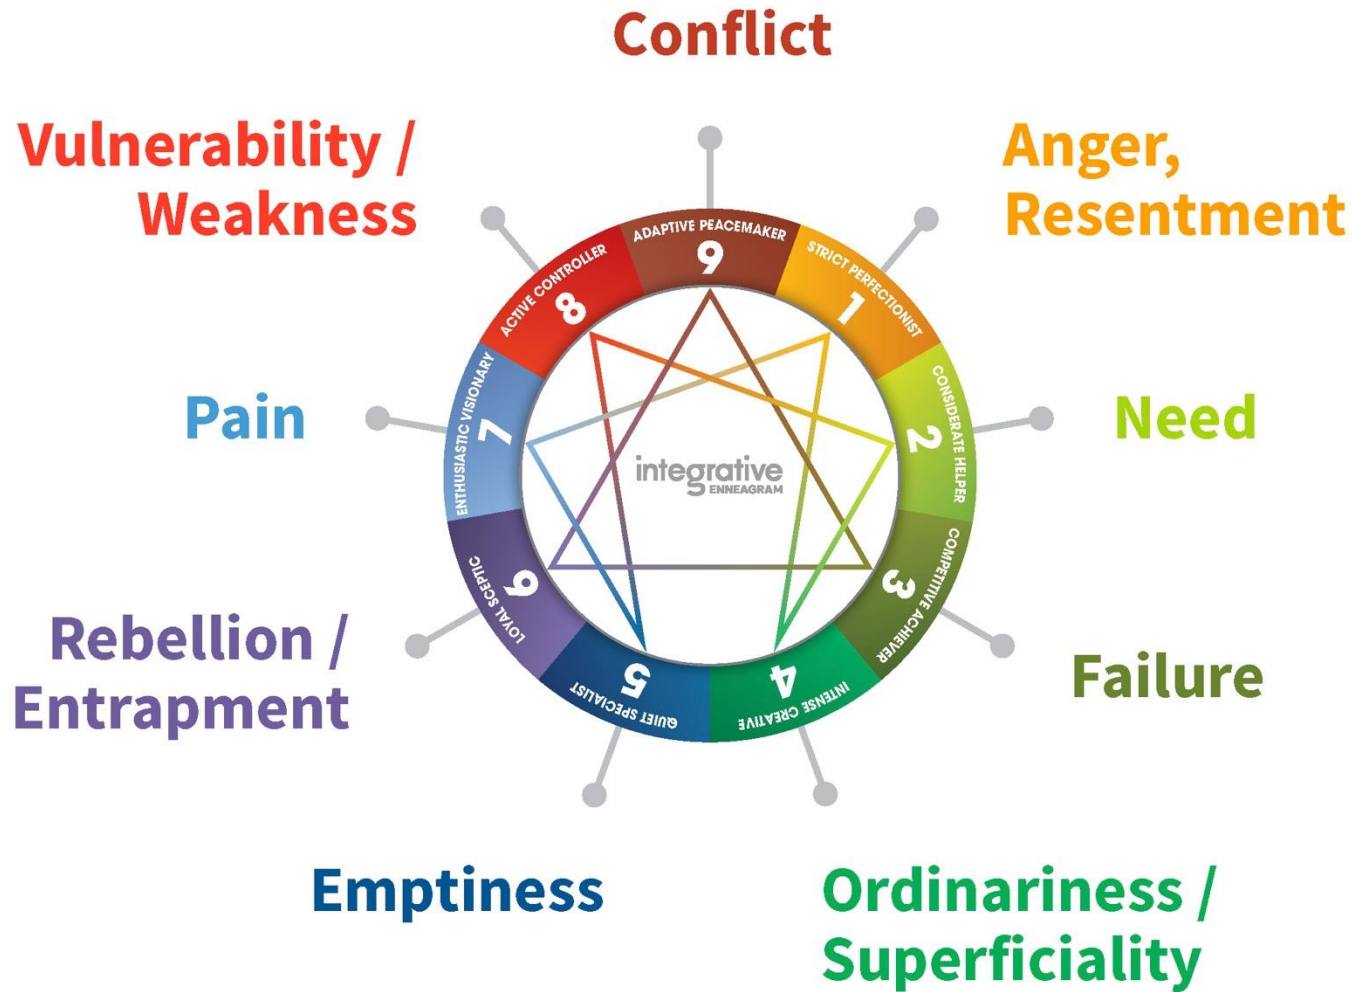 Conflict
Vulnerability /
Weakness
Anger,
Resentment
ADAPTIVE PEACEMAKER
9
ACTIVE CONTROLLER
8
STRICT PERFECTIONIST
1
Pain
ENTHUSIASTIC VISIONARY
7
CONSIDERATE HELPER
2
Need
integrative
ENNEAGRAM
Rebellion /
Entrapment
LOYAL SCEPTIC
6
COMPETITIVE ACHIEVER
3
Failure
QUIET SPECIALIST
5
INTENSE CREATIVE
4
Emptiness
Ordinariness /
Superficiality